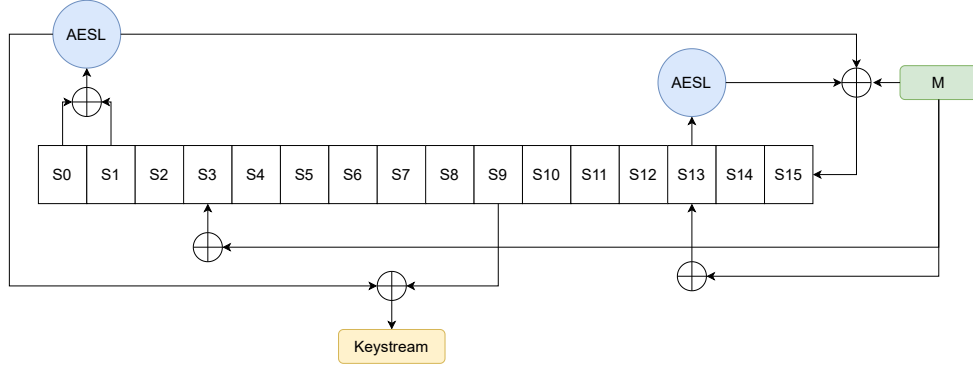 AESL
AESL
M
S0 S1 S2 S3 S4 S5 S6 S7 S8 S9 S10 S11 S12 S13 S14 S15
Keystream